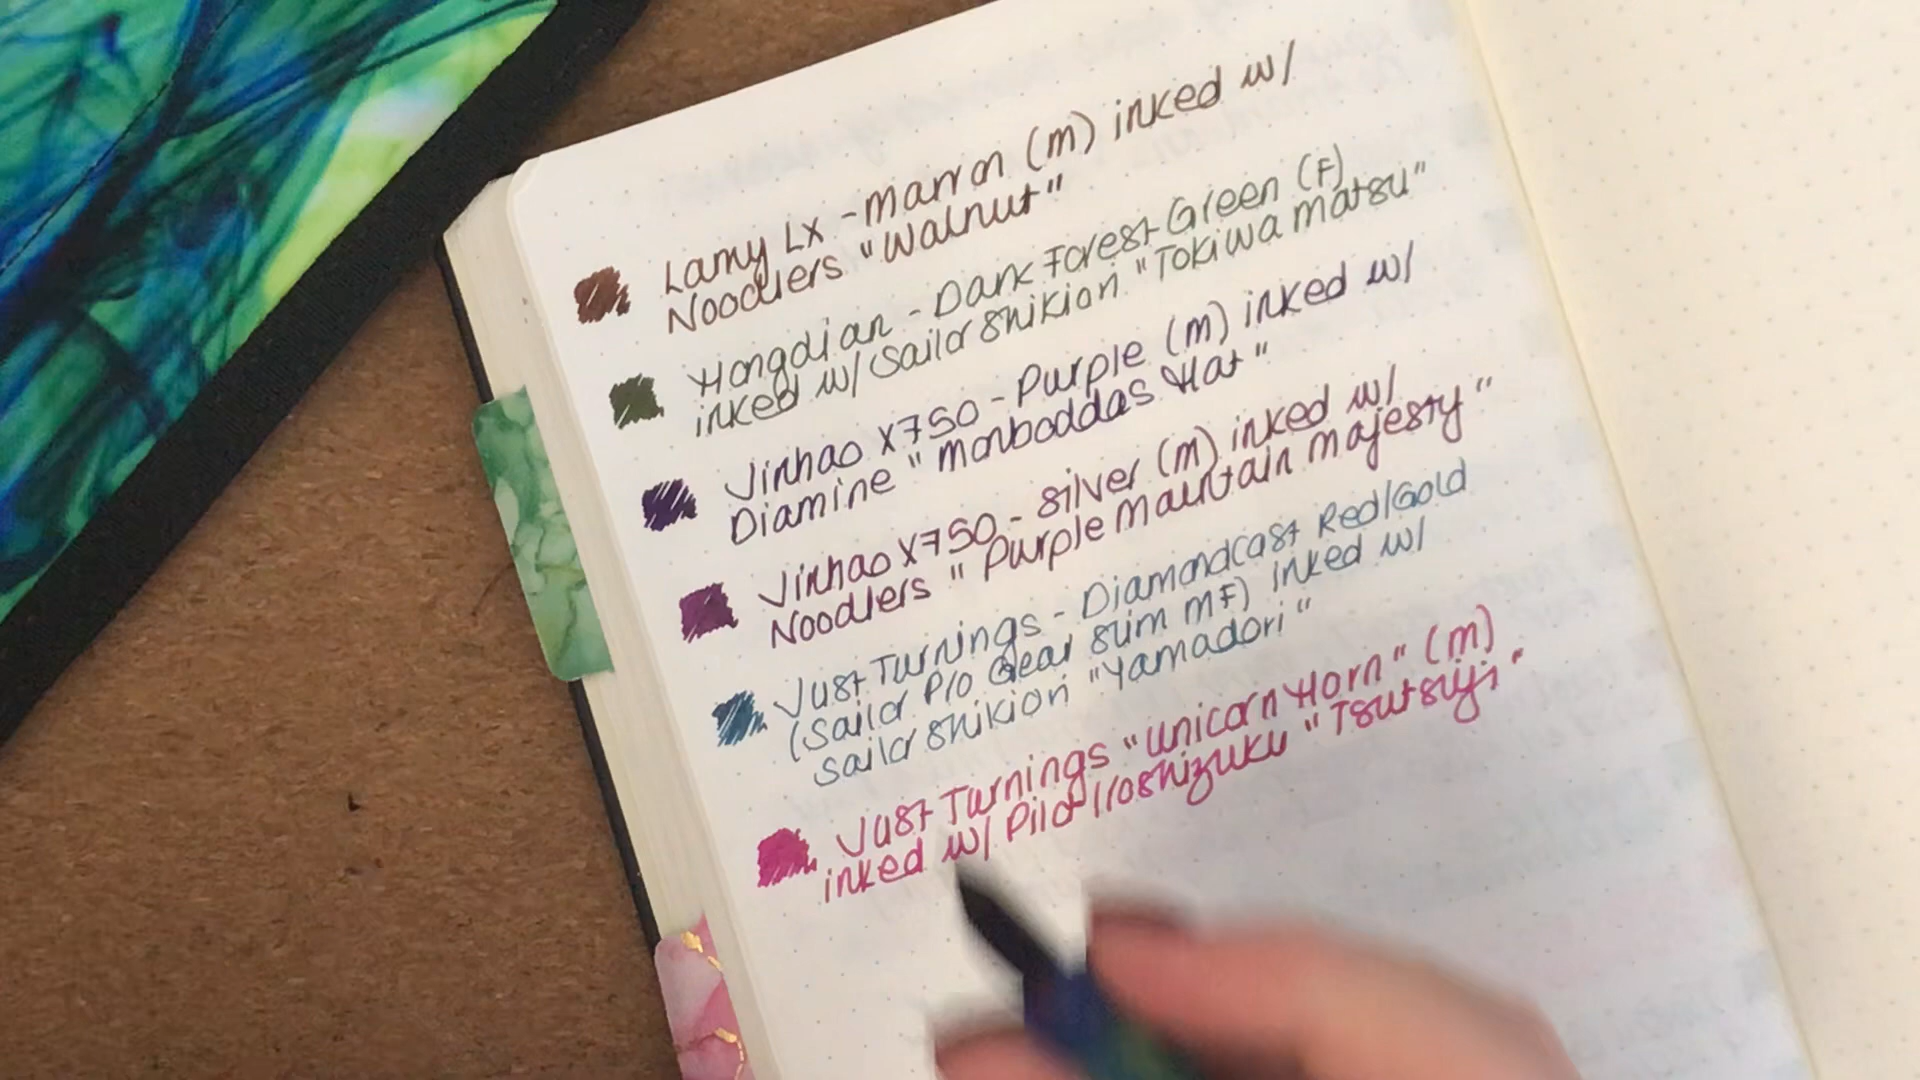 Lamy Lx - Marron (M) inked w/
Noodlers "Walnut"
Hongdian - Dark Forest Green (F)
inked w/ Sailor Shikiori "Tokiwa Matsu"
Jinhao X750 - Purple (M) inked w/
Diamine "Monboddas Hat"
Jinhao X750 - Silver (M) inked w/
Noodlers "Purple Mountain Majesty"
Just Turnings - Diamondcast Red/Gold
(Sailor Pro Gear Slim MF) inked w/
Sailor Shikiori "Yamadori"
Just Turnings "Unicorn Horn" (M)
inked w/ Pilot Iroshizuku "Tsutsuji"